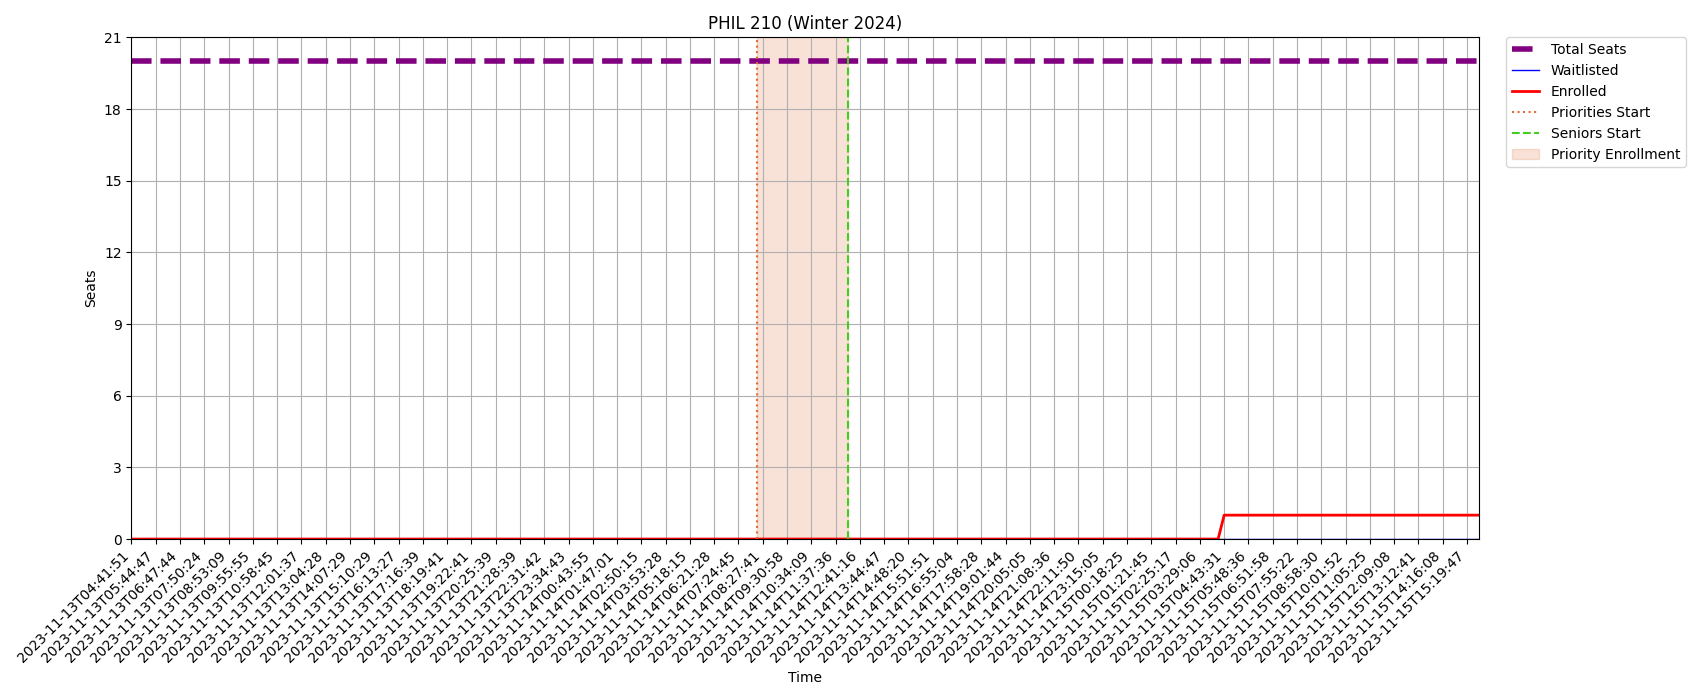 PHIL 210 (Winter 2024)
21
18
15
12
9
6
3
0
Seats
2023-11-13T04:41:51
2023-11-13T05:44:47
2023-11-13T06:47:44
2023-11-13T07:50:24
2023-11-13T08:53:09
2023-11-13T09:55:55
2023-11-13T10:58:45
2023-11-13T12:01:37
2023-11-13T13:04:28
2023-11-13T14:07:29
2023-11-13T15:10:29
2023-11-13T16:13:27
2023-11-13T17:16:39
2023-11-13T18:19:41
2023-11-13T19:22:41
2023-11-13T20:25:39
2023-11-13T21:28:39
2023-11-13T22:31:42
2023-11-13T23:34:43
2023-11-14T00:43:55
2023-11-14T01:47:01
2023-11-14T02:50:15
2023-11-14T03:53:28
2023-11-14T05:18:15
2023-11-14T06:21:28
2023-11-14T07:24:45
2023-11-14T08:27:41
2023-11-14T09:30:58
2023-11-14T10:34:09
2023-11-14T11:37:36
2023-11-14T12:41:16
2023-11-14T13:44:47
2023-11-14T14:48:20
2023-11-14T15:51:51
2023-11-14T16:55:04
2023-11-14T17:58:28
2023-11-14T19:01:44
2023-11-14T20:05:05
2023-11-14T21:08:36
2023-11-14T22:11:50
2023-11-14T23:15:05
2023-11-15T00:18:25
2023-11-15T01:21:45
2023-11-15T02:25:17
2023-11-15T03:29:06
2023-11-15T04:43:31
2023-11-15T05:48:36
2023-11-15T06:51:58
2023-11-15T07:55:22
2023-11-15T08:58:30
2023-11-15T10:01:52
2023-11-15T11:05:25
2023-11-15T12:09:08
2023-11-15T13:12:41
2023-11-15T14:16:08
2023-11-15T15:19:47
Time
Total Seats
Waitlisted
Enrolled
Priorities Start
Seniors Start
Priority Enrollment